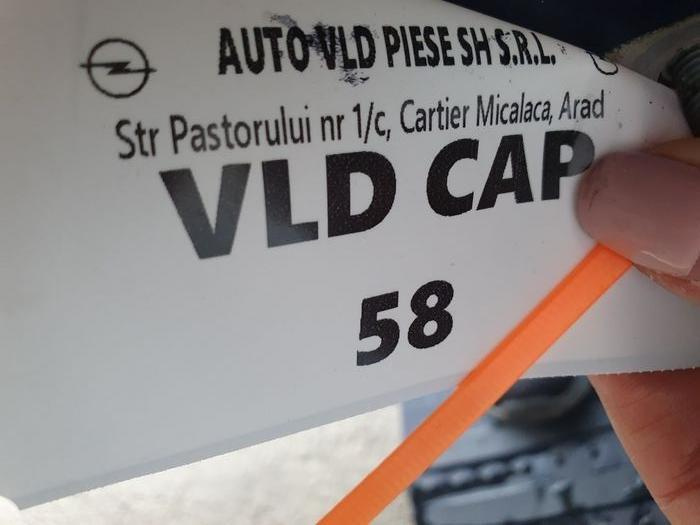 AUTO VLD PIESE SH S.R.L.
Str Pastorului nr 1/c, Cartier Micalaca, Arad
VLD CAP
58